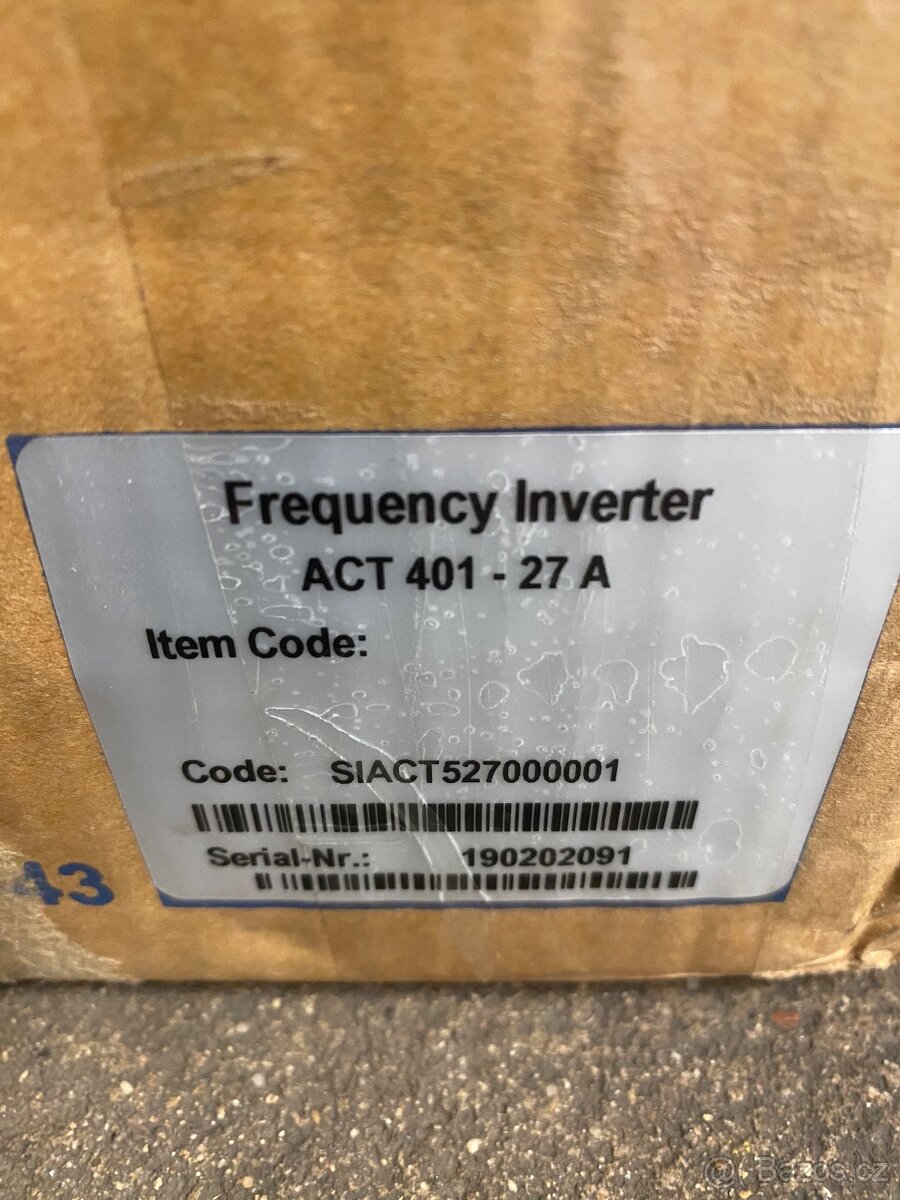 Frequency Inverter
ACT 401 - 27 A
Item Code:
Code: SIACT527000001
Serial-Nr.: 190202091
43
@ Bazos.cz